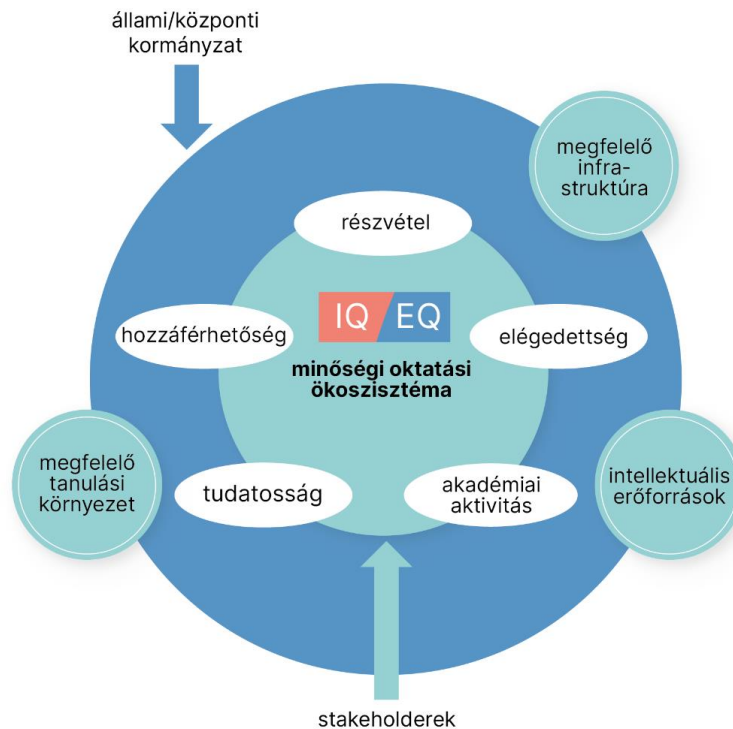 állami/központi
kormányzat
megfelelő
infra-
struktúra
részvétel
IQ/EQ
hozzáférhetőség
elégedettség
minőségi oktatási
ökoszisztéma
megfelelő
tanulási
környezet
tudatosság
akadémiai
aktivitás
intellektuális
erőforrások
stakeholderek